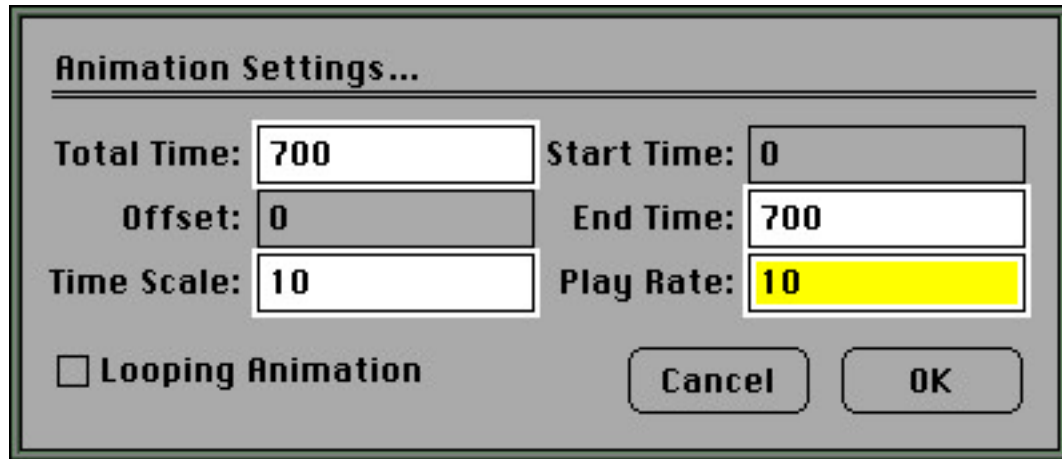 Animation Settings...
Total Time: 700 Start Time: 0
Offset: 0 End Time: 700
Time Scale: 10 Play Rate: 10
Looping Animation Cancel OK